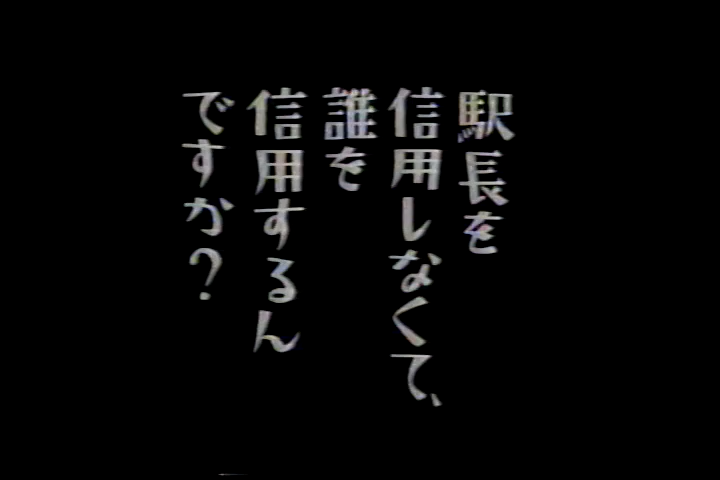 駅長を
信用しなくて、
誰を
信用するん
ですか？